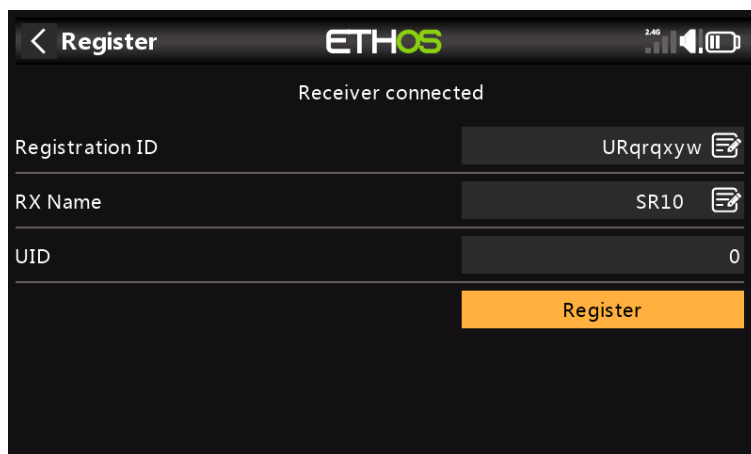 Register
ETHOS
2.4G
Receiver connected
Registration ID
URqrqxyw
RX Name
SR10
UID
0
Register